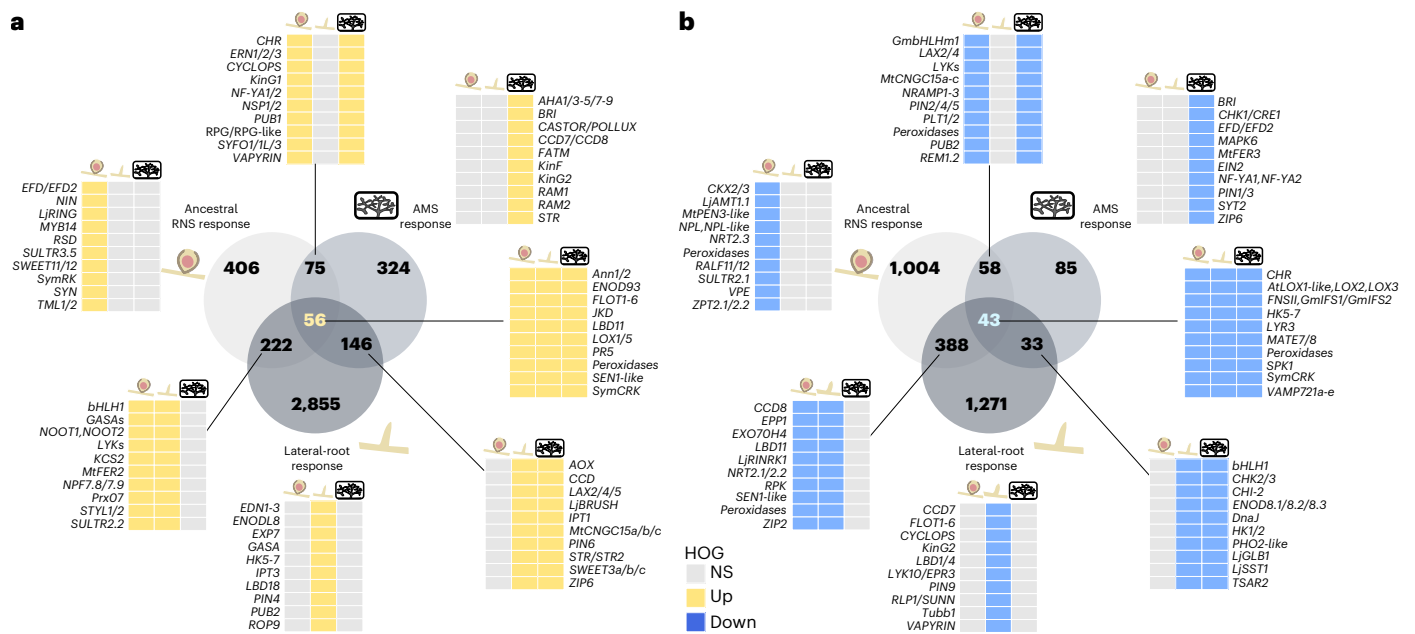 a
CHR
ERN1/2/3
CYCLOPS
KinG1
NF-YA1/2
NSP1/2
PUB1
RPG/RPG-like
SYFO1/1L/3
VAPYRIN
AHA1/3-5/7-9
BRI
CASTOR/POLLUX
CCD7/CCD8
FATM
KinF
KinG2
RAM1
RAM2
STR
EFD/EFD2
NIN
LjRING
MYB14
RSD
SULTR3.5
SWEET11/12
SymRK
SYN
TML1/2
Ancestral
RNS response
AMS
response
406
75
324
56
222
146
2,855
Ann1/2
ENOD93
FLOT1-6
JKD
LBD11
LOX1/5
PR5
Peroxidases
SEN1-like
SymCRK
bHLH1
GASAs
NOOT1,NOOT2
LYKs
KCS2
MtFER2
NPF7.8/7.9
Prx07
STYL1/2
SULTR2.2
Lateral-root
response
EDN1-3
ENODL8
EXP7
GASA
HK5-7
IPT3
LBD18
PIN4
PUB2
ROP9
AOX
CCD
LAX2/4/5
LjBRUSH
IPT1
MtCNGC15a/b/c
PIN6
STR/STR2
SWEET3a/b/c
ZIP6
b
GmbHLHm1
LAX2/4
LYKs
MtCNGC15a-c
NRAMP1-3
PIN2/4/5
PLT1/2
Peroxidases
PUB2
REM1.2
BRI
CHK1/CRE1
EFD/EFD2
MAPK6
MtFER3
EIN2
NF-YA1,NF-YA2
PIN1/3
SYT2
ZIP6
CKX2/3
LjAMT1.1
MtPEN3-like
NPL,NPL-like
NRT2.3
Peroxidases
RALF11/12
SULTR2.1
VPE
ZPT2.1/2.2
Ancestral
RNS response
AMS
response
1,004
58
85
43
388
33
1,271
CHR
AtLOX1-like,LOX2,LOX3
FNSII,GmIFS1/GmIFS2
HK5-7
LYR3
MATE7/8
Peroxidases
SPK1
SymCRK
VAMP721a-e
CCD8
EPP1
EXO70H4
LBD11
LjRINRK1
NRT2.1/2.2
RPK
SEN1-like
Peroxidases
ZIP2
Lateral-root
response
CCD7
FLOT1-6
CYCLOPS
KinG2
LBD1/4
LYK10/EPR3
PIN9
RLP1/SUNN
Tubb1
VAPYRIN
bHLH1
CHK2/3
CHI-2
ENOD8.1/8.2/8.3
DnaJ
HK1/2
PHO2-like
LjGLB1
LjSST1
TSAR2
HOG
NS
Up
Down